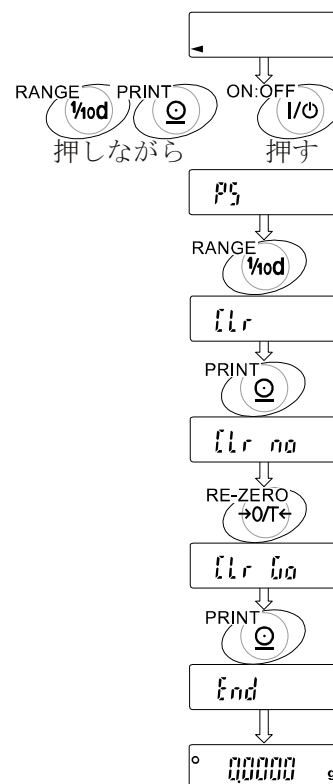 RANGE PRINT ON:OFF
1/10d I/⏻
押しながら 押す
PS
RANGE
1/10d
CLr
PRINT
CLr no
RE-ZERO
→0/T←
CLr Go
PRINT
End
0.0000 g